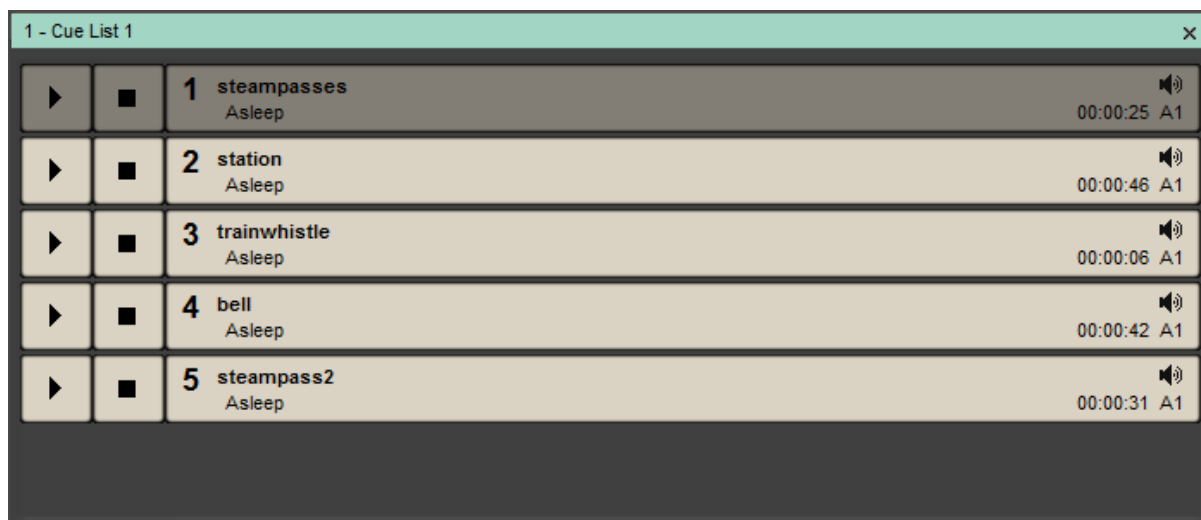 1 - Cue List 1
1 steampasses
Asleep 00:00:25 A1
2 station
Asleep 00:00:46 A1
3 trainwhistle
Asleep 00:00:06 A1
4 bell
Asleep 00:00:42 A1
5 steampass2
Asleep 00:00:31 A1